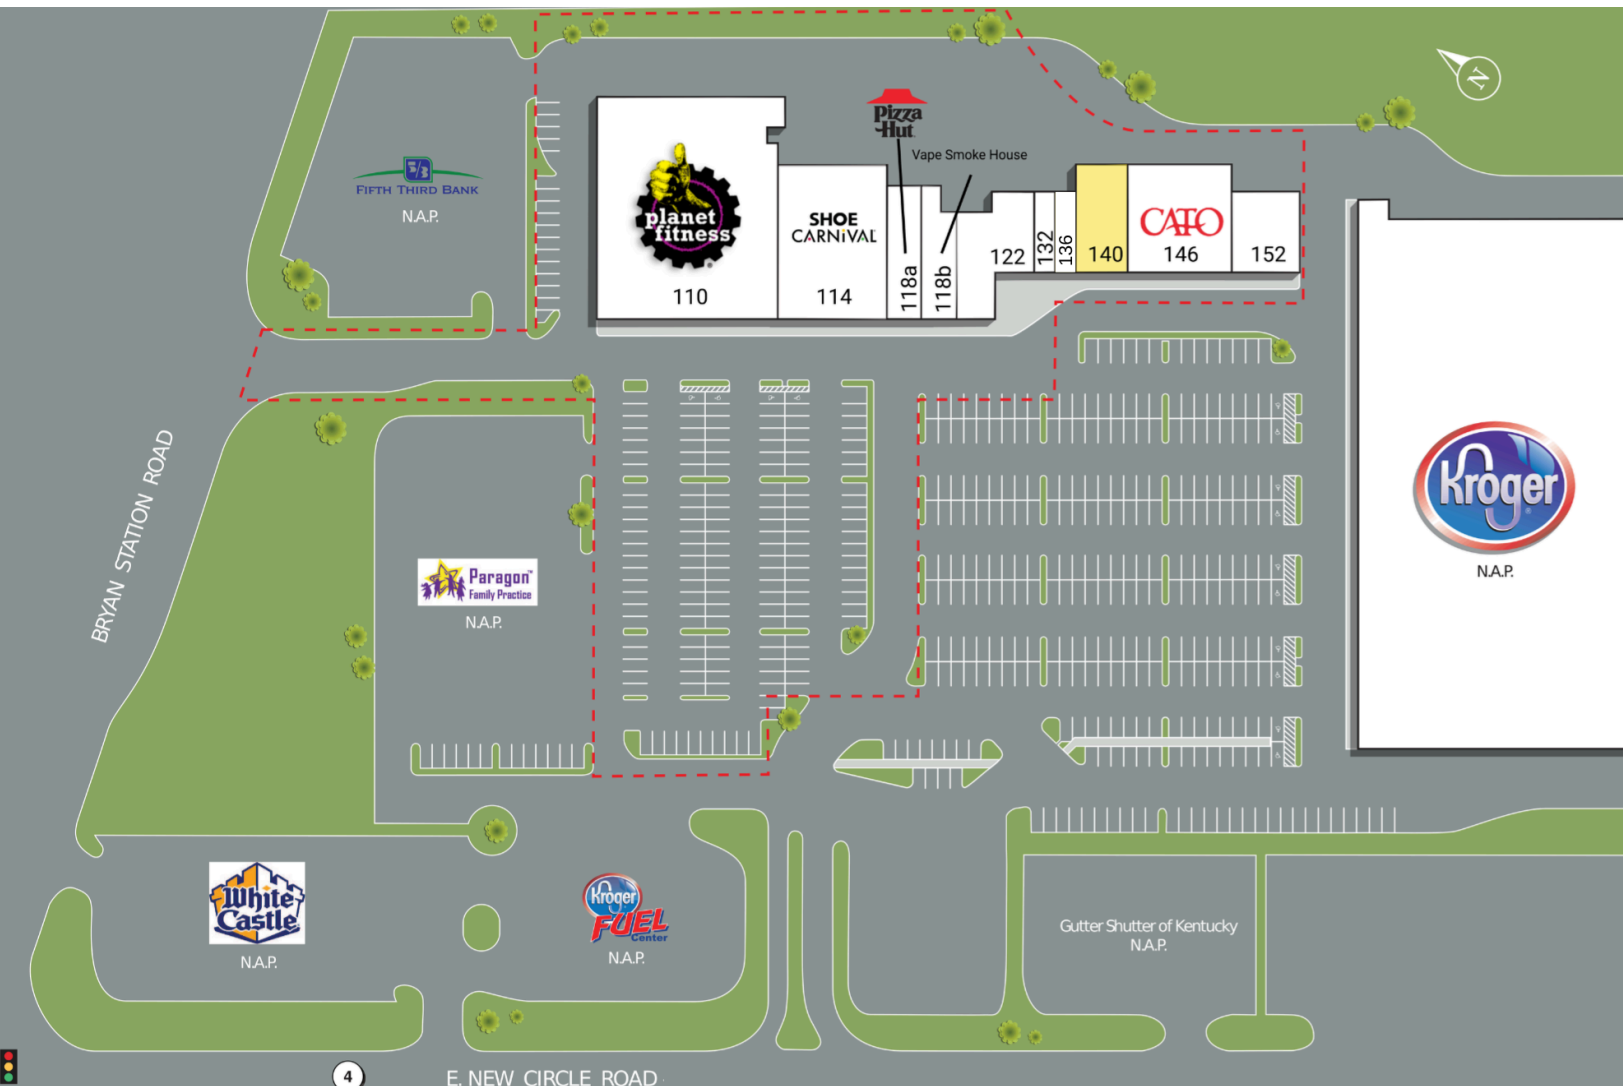 N
Pizza
Hut
Vape Smoke House
FIFTH THIRD BANK
N.A.P.
planet
fitness
SHOE
CARNIVAL
CATO
110
114
118a
118b
122
132
136
140
146
152
BRYAN STATION ROAD
Kroger
N.A.P.
Paragon™
Family Practice
N.A.P.
White
Castle
N.A.P.
Kroger
FUEL
Center
N.A.P.
Gutter Shutter of Kentucky
N.A.P.
4
E. NEW CIRCLE ROAD